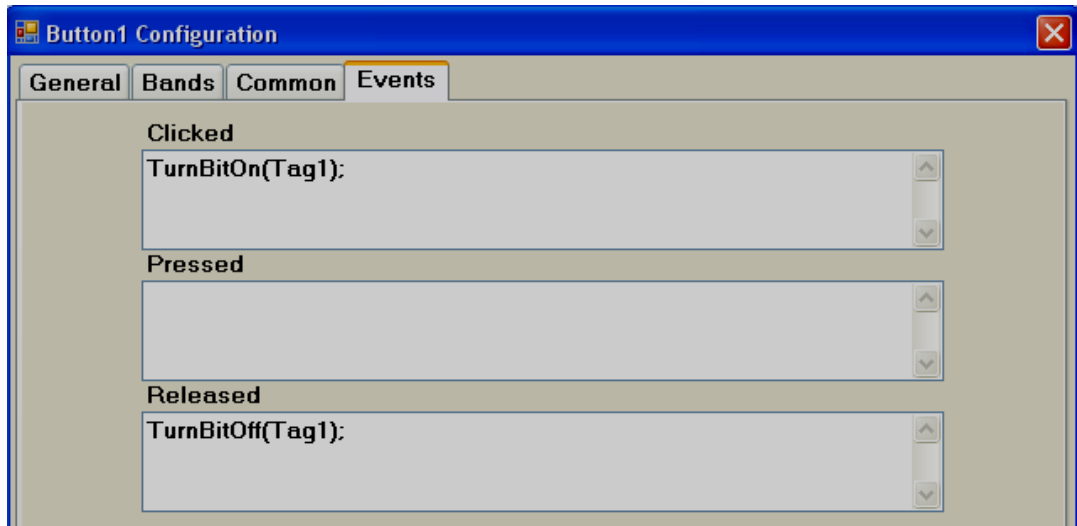 Button1 Configuration
General Bands Common Events
Clicked
TurnBitOn(Tag1);
Pressed
Released
TurnBitOff(Tag1);